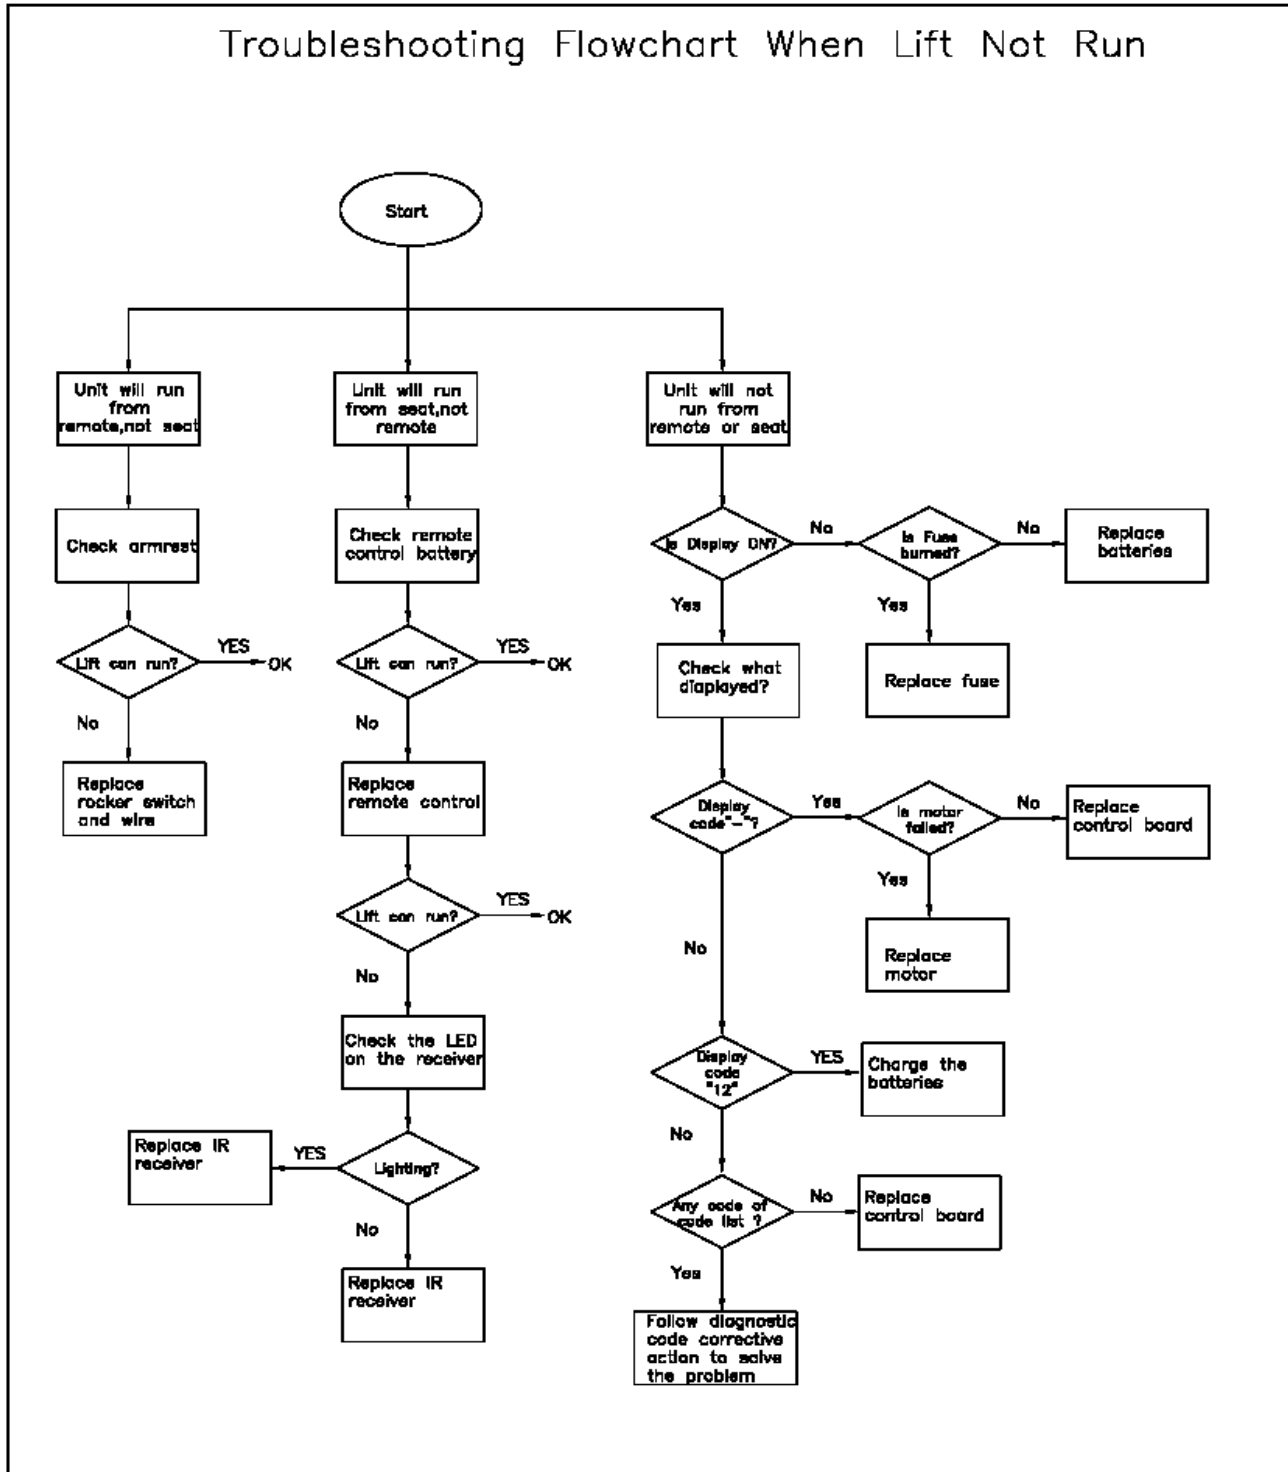 Troubleshooting Flowchart When Lift Not Run
Start
Unit will run
from
remote,not seat
Unit will run
from seat,not
remote
Unit will not
run from
remote or seat
Check armrest
Check remote
control battery
Is Display ON?
No
Is Fuse
burned?
No
Replace
batteries
Yes
Yes
Lift can run?
YES
OK
Lift can run?
YES
OK
Check what
diaplayed?
Replace fuse
No
No
Replace
rocker switch
and wire
Replace
remote control
Display
code"-"?
Yes
Is motor
failed?
No
Replace
control board
Yes
Lift can run?
YES
OK
No
No
Replace
motor
Check the LED
on the receiver
Display
code
"12"
YES
Charge the
batteries
Replace IR
receiver
YES
Lighting?
No
Any code of
code list ?
No
Replace
control board
No
Yes
Replace IR
receiver
Follow diagnostic
code corrective
action to solve
the problem